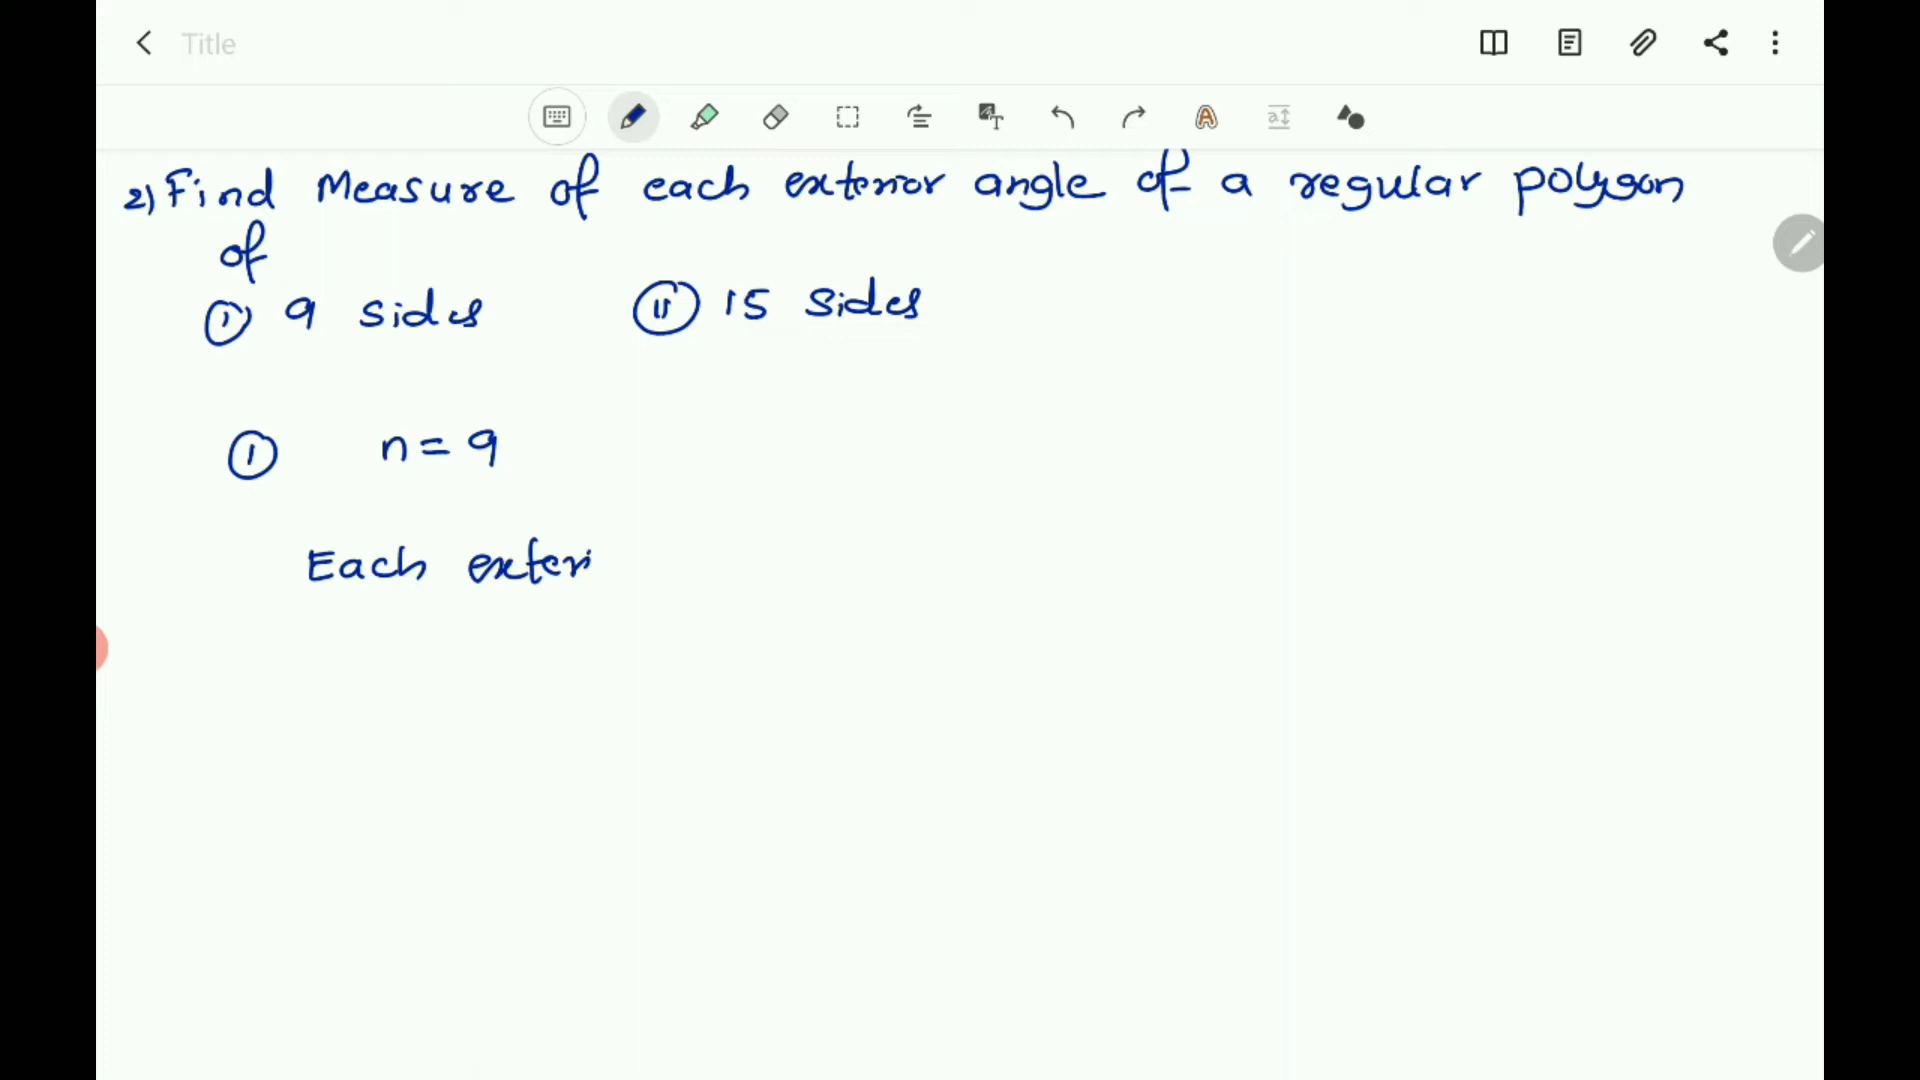 Title
2) Find Measure of each exterior angle of a regular polygon
of
(i) 9 sides (ii) 15 sides
(i) n = 9
Each exteri